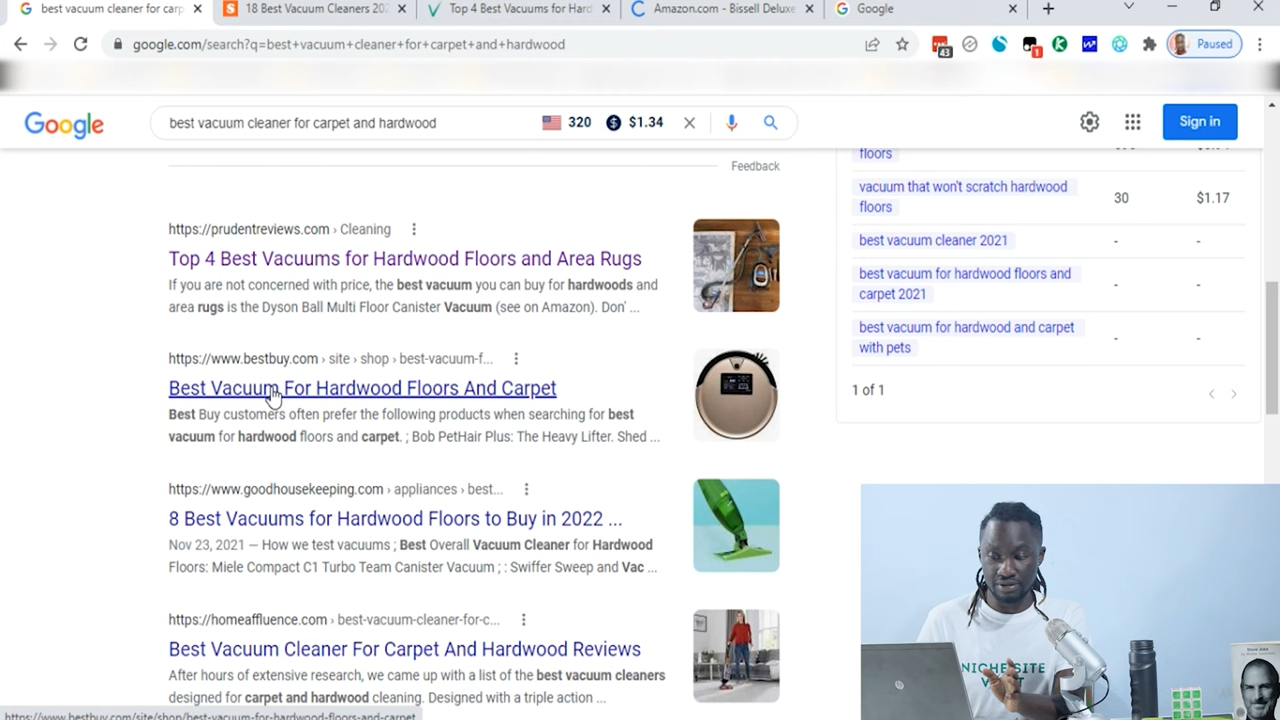 best vacuum cleaner for carp
18 Best Vacuum Cleaners 202
Top 4 Best Vacuums for Hard
Amazon.com - Bissell Deluxe
Google
google.com/search?q=best+vacuum+cleaner+for+carpet+and+hardwood
43
1
Paused
Google
best vacuum cleaner for carpet and hardwood
320
$1.34
Sign in
Feedback
https://prudentreviews.com › Cleaning
Top 4 Best Vacuums for Hardwood Floors and Area Rugs
If you are not concerned with price, the best vacuum you can buy for hardwoods and
area rugs is the Dyson Ball Multi Floor Canister Vacuum (see on Amazon). Don' ...
https://www.bestbuy.com › site › shop › best-vacuum-f...
Best Vacuum For Hardwood Floors And Carpet
Best Buy customers often prefer the following products when searching for best
vacuum for hardwood floors and carpet. ; Bob PetHair Plus: The Heavy Lifter. Shed ...
https://www.goodhousekeeping.com › appliances › best...
8 Best Vacuums for Hardwood Floors to Buy in 2022 ...
Nov 23, 2021 — How we test vacuums ; Best Overall Vacuum Cleaner for Hardwood
Floors: Miele Compact C1 Turbo Team Canister Vacuum ; : Swiffer Sweep and Vac ...
https://homeaffluence.com › best-vacuum-cleaner-for-c...
Best Vacuum Cleaner For Carpet And Hardwood Reviews
After hours of extensive research, we came up with a list of the best vacuum cleaners
designed for carpet and hardwood cleaning. Designed with a triple action ...
https://www.bestbuy.com/site/shop/best-vacuum-for-hardwood-floors-and-carpet
floors
vacuum that won't scratch hardwood
floors
30
$1.17
best vacuum cleaner 2021
-
-
best vacuum for hardwood floors and
carpet 2021
-
-
best vacuum for hardwood and carpet
with pets
-
-
1 of 1
NICHE SITE
Steve Jobs